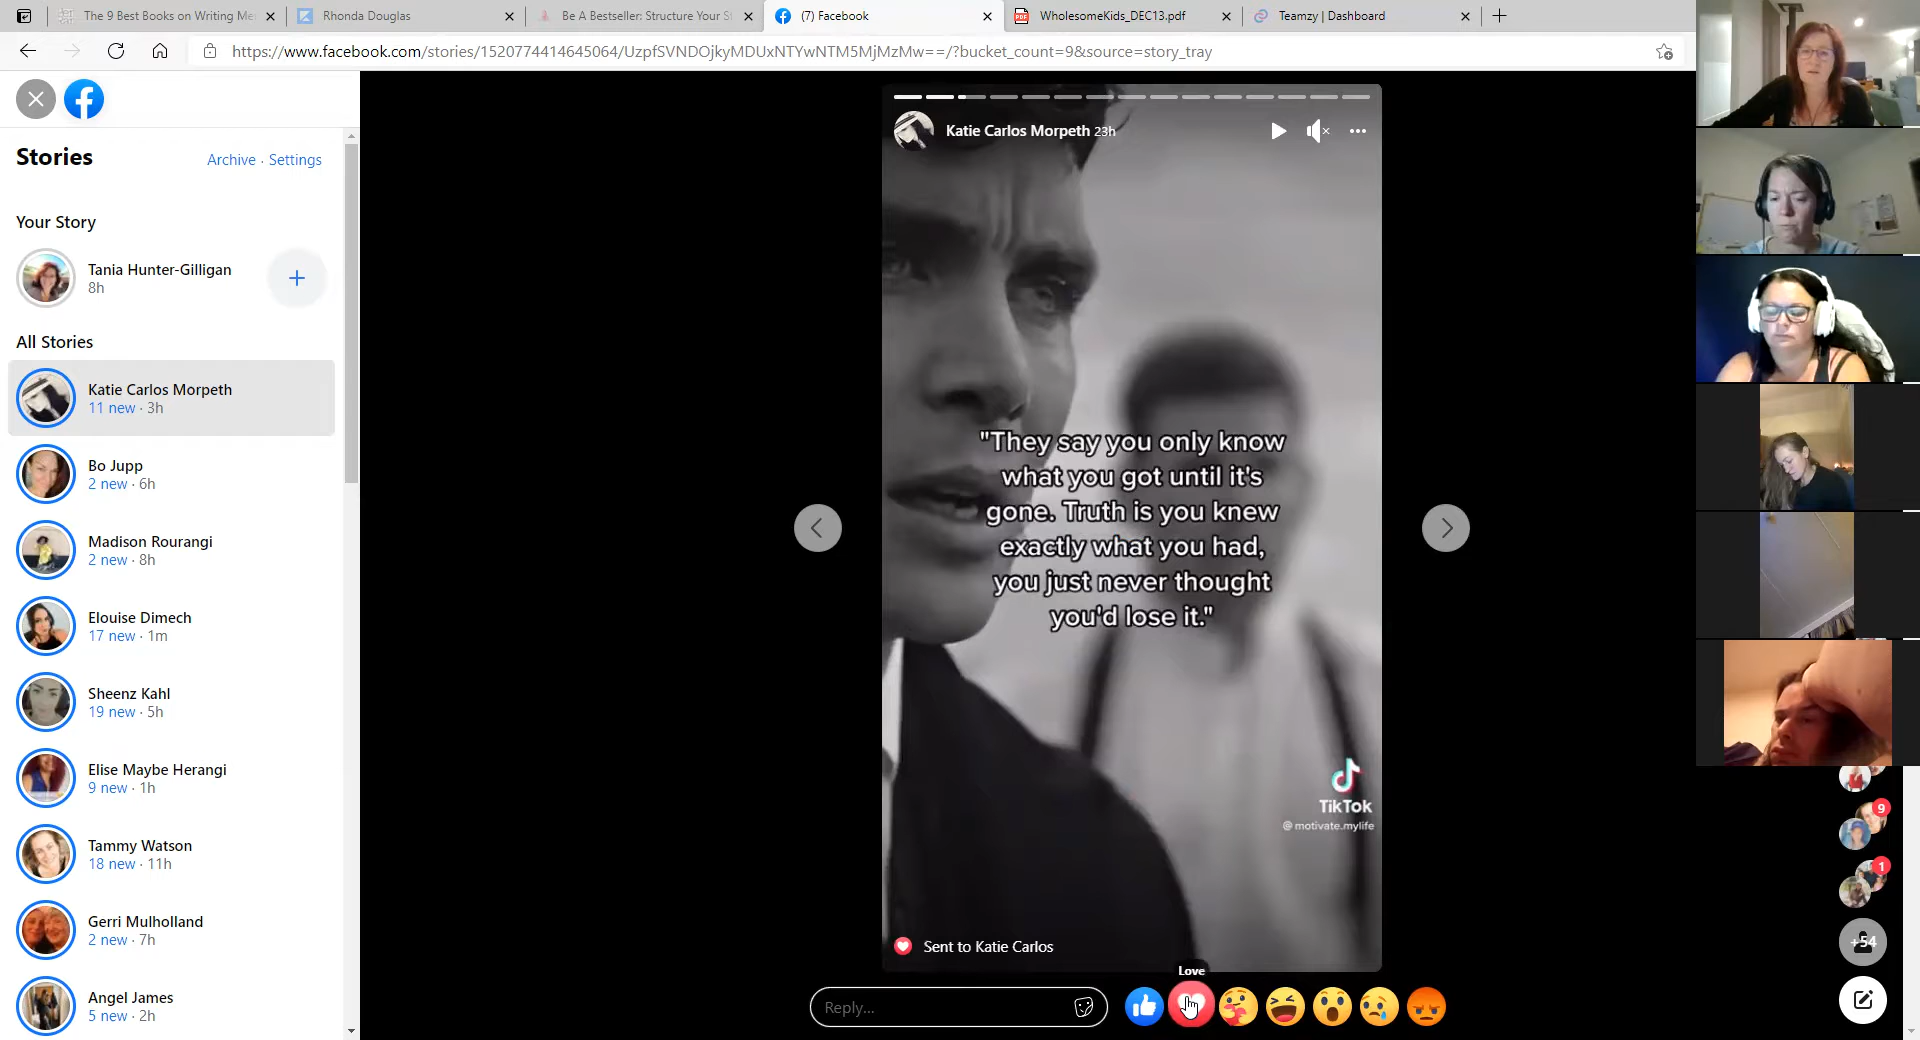 The 9 Best Books on Writing Me
Rhonda Douglas
Be A Bestseller: Structure Your S
(7) Facebook
WholesomeKids_DEC13.pdf
Teamzy | Dashboard
https://www.facebook.com/stories/1520774414645064/UzpfSVNDOjkyMDUxNTYwNTM5MjMzMw==/?bucket_count=9&source=story_tray
Stories
Archive · Settings
Your Story
Tania Hunter-Gilligan
8h
All Stories
Katie Carlos Morpeth
11 new · 3h
Bo Jupp
2 new · 6h
Madison Rourangi
2 new · 8h
Elouise Dimech
17 new · 1m
Sheenz Kahl
19 new · 5h
Elise Maybe Herangi
9 new · 1h
Tammy Watson
18 new · 11h
Gerri Mulholland
2 new · 7h
Angel James
5 new · 2h
Katie Carlos Morpeth 23h
"They say you only know
what you got until it's
gone. Truth is you knew
exactly what you had,
you just never thought
you'd lose it."
TikTok
@motivate.mylife
Sent to Katie Carlos
Love
Reply...
9
1
+54